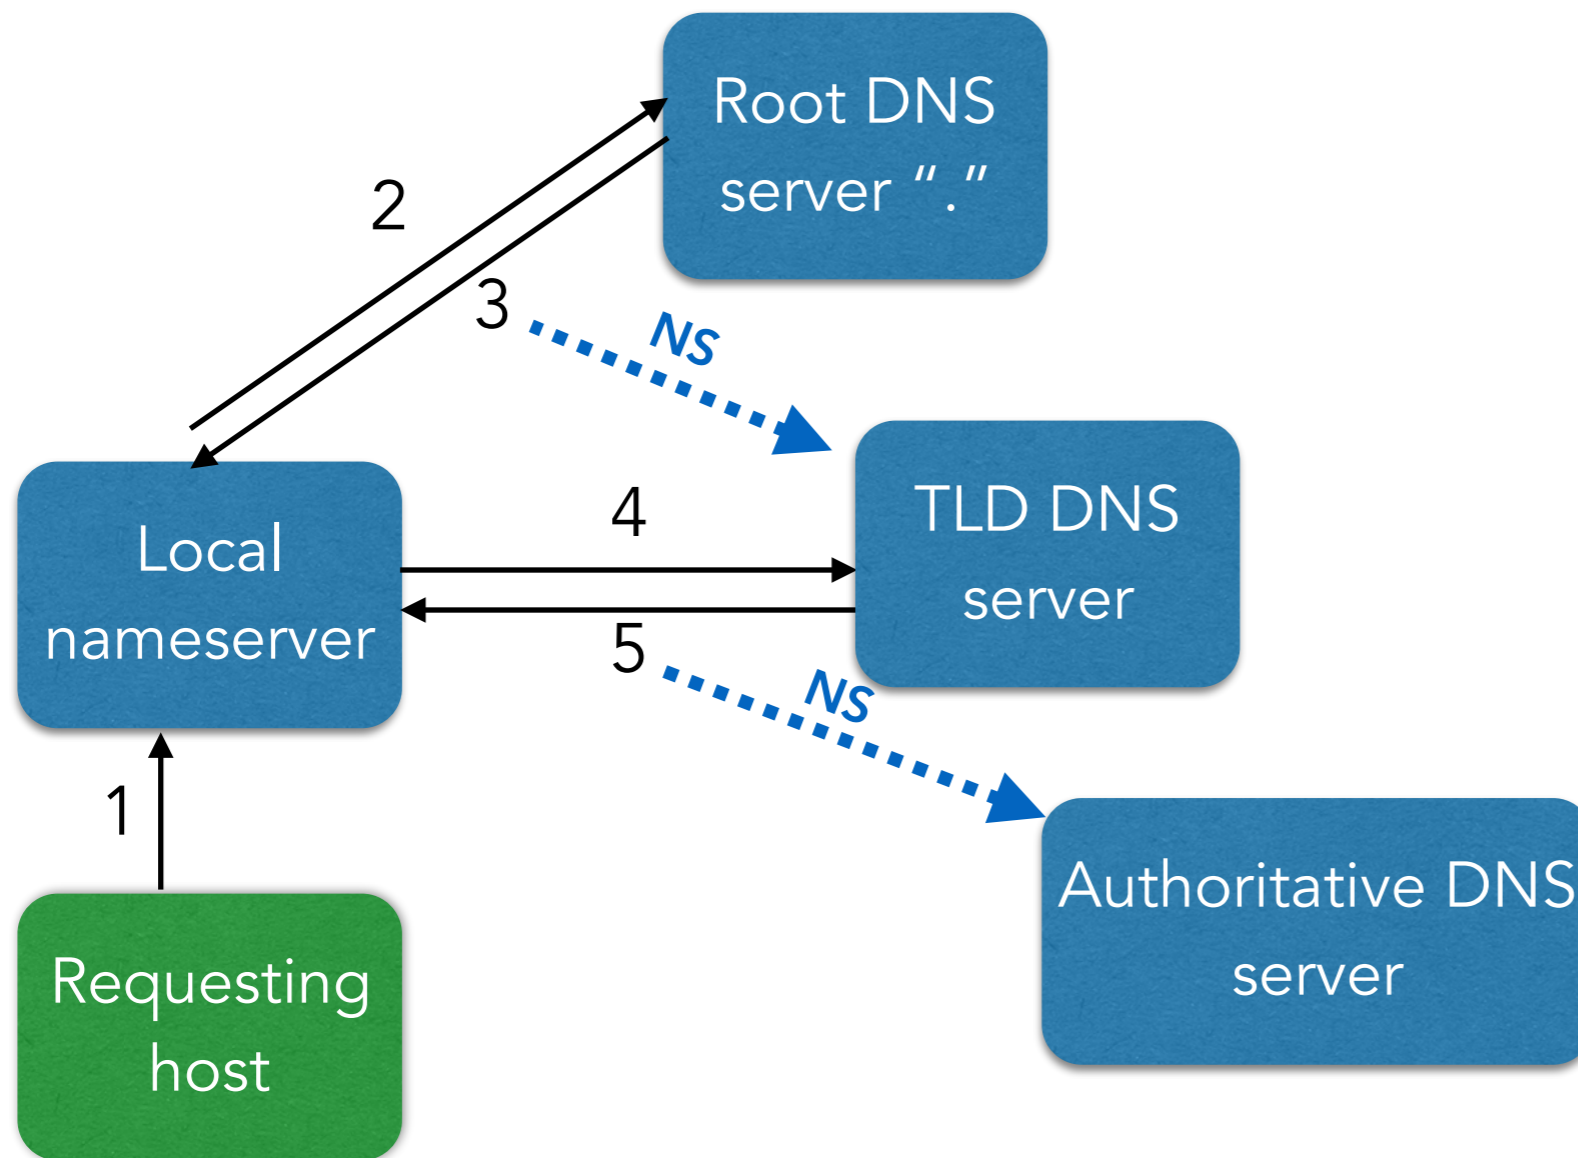 Root DNS
server “.”
2
3
NS
TLD DNS
server
4
Local
nameserver
5
NS
1
Authoritative DNS
server
Requesting
host